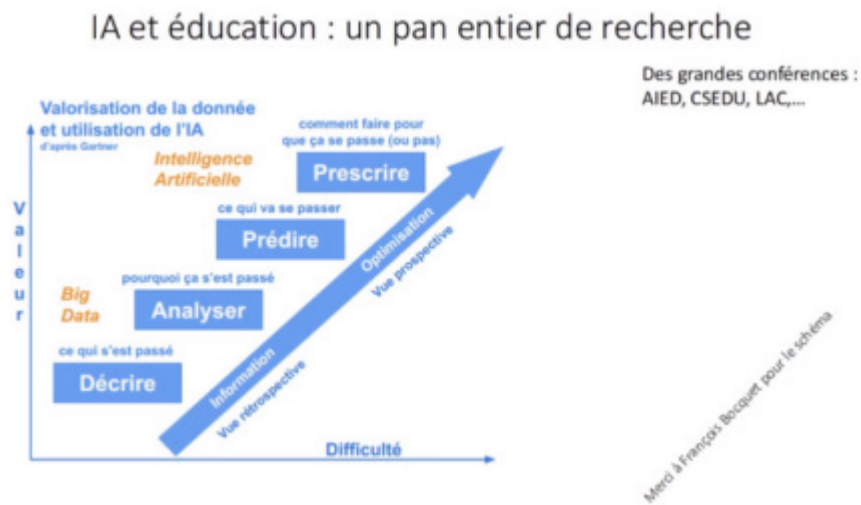 IA et éducation : un pan entier de recherche
Des grandes conférences :
AIED, CSEDU, LAC,...
Valorisation de la donnée
et utilisation de l'IA
d'après Gartner
comment faire pour
que ça se passe (ou pas)
Intelligence
Artificielle
Prescrire
ce qui va se passer
Prédire
Optimisation
Vue prospective
Valeur
pourquoi ça s'est passé
Big
Data
Analyser
ce qui s'est passé
Décrire
Information
Vue rétrospective
Difficulté
Merci à François Bocquet pour le schéma